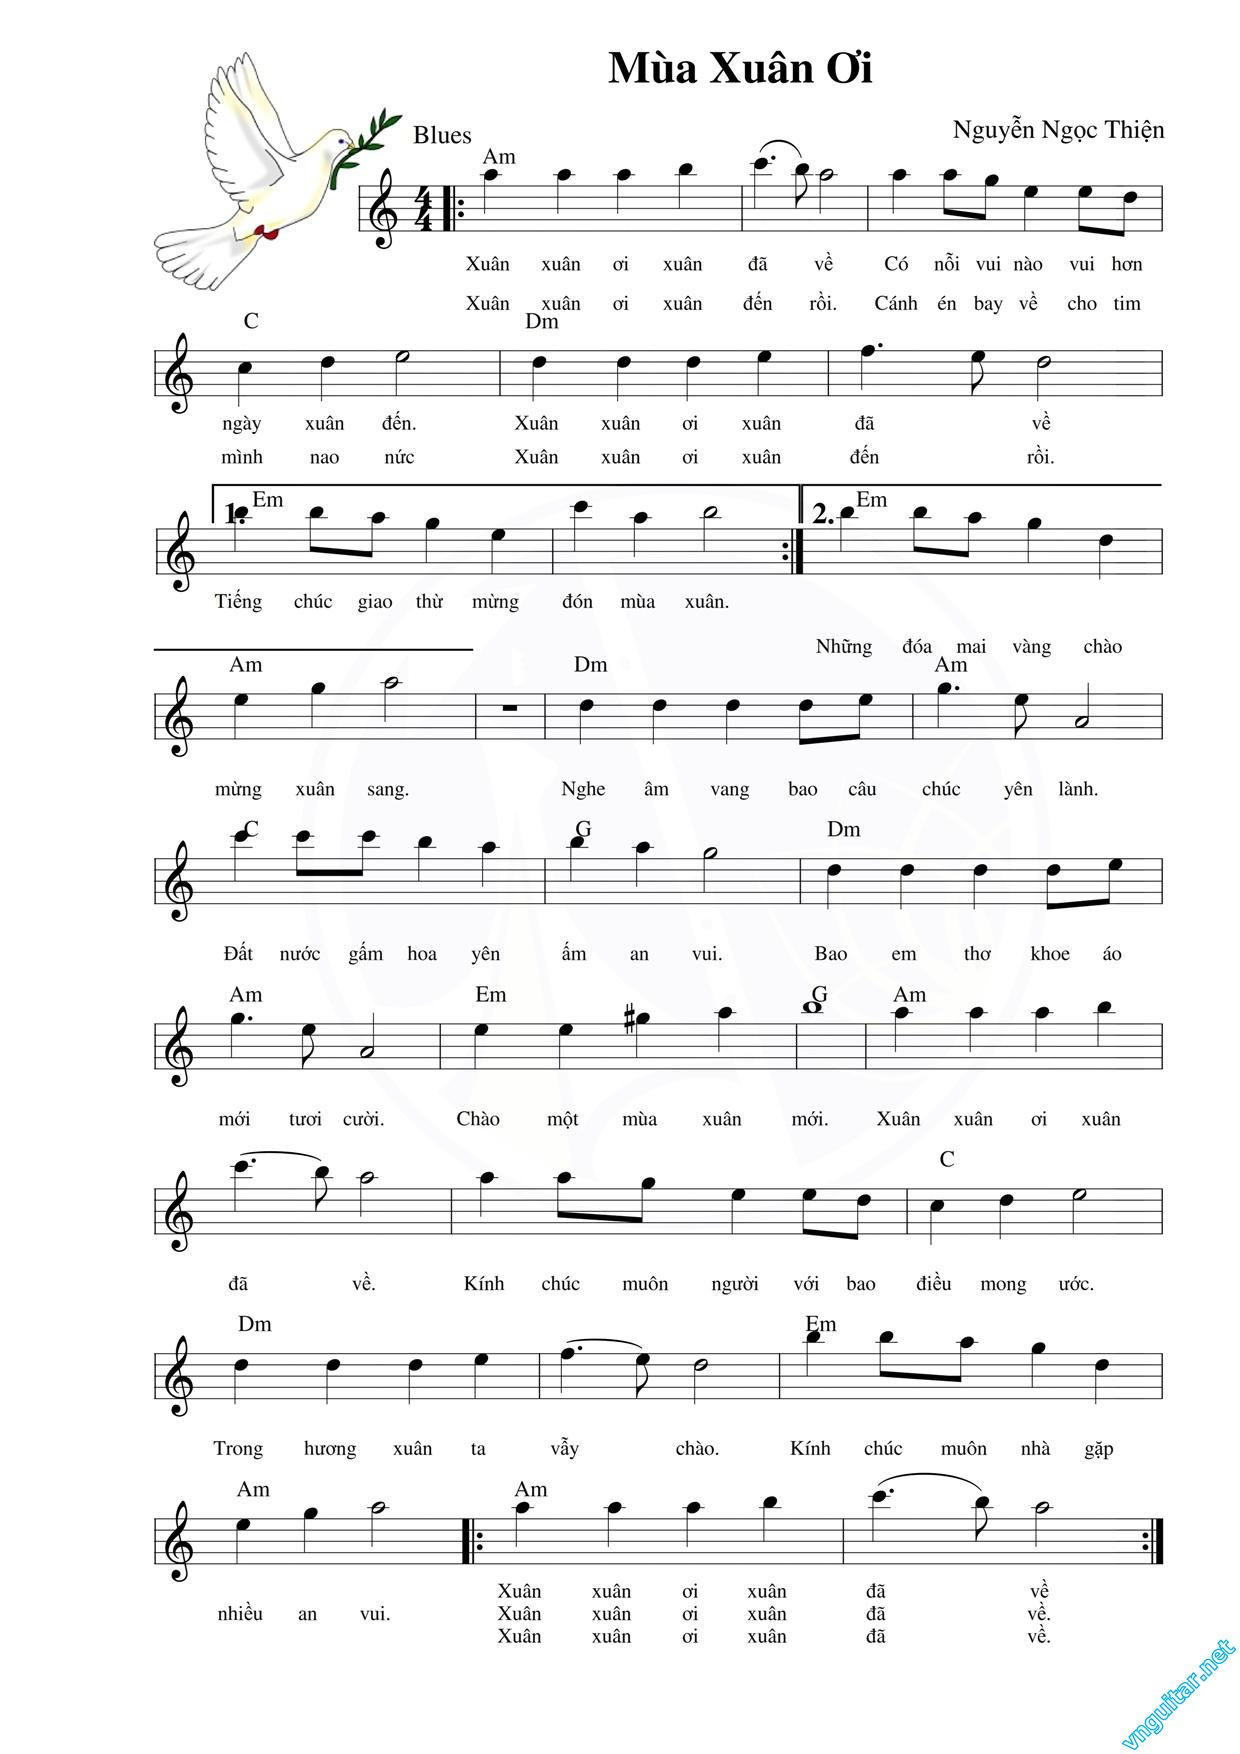 Mùa Xuân Ơi
Nguyễn Ngọc Thiện
Blues
Am
Xuân xuân ơi xuân đã về Có nỗi vui nào vui hơn
Xuân xuân ơi xuân đến rồi. Cánh én bay về cho tim
C Dm
ngày xuân đến. Xuân xuân ơi xuân đã về
mình nao nức Xuân xuân ơi xuân đến rồi.
1. Em 2. Em
Tiếng chúc giao thừ mừng đón mùa xuân.
Những đóa mai vàng chào
Am Dm Am
mừng xuân sang. Nghe âm vang bao câu chúc yên lành.
C G Dm
Đất nước gấm hoa yên ấm an vui. Bao em thơ khoe áo
Am Em G Am
mới tươi cười. Chào một mùa xuân mới. Xuân xuân ơi xuân
C
đã về. Kính chúc muôn người với bao điều mong ước.
Dm Em
Trong hương xuân ta vẫy chào. Kính chúc muôn nhà gặp
Am Am
Xuân xuân ơi xuân đã về
nhiều an vui. Xuân xuân ơi xuân đã về.
Xuân xuân ơi xuân đã về.
vnguitar.net